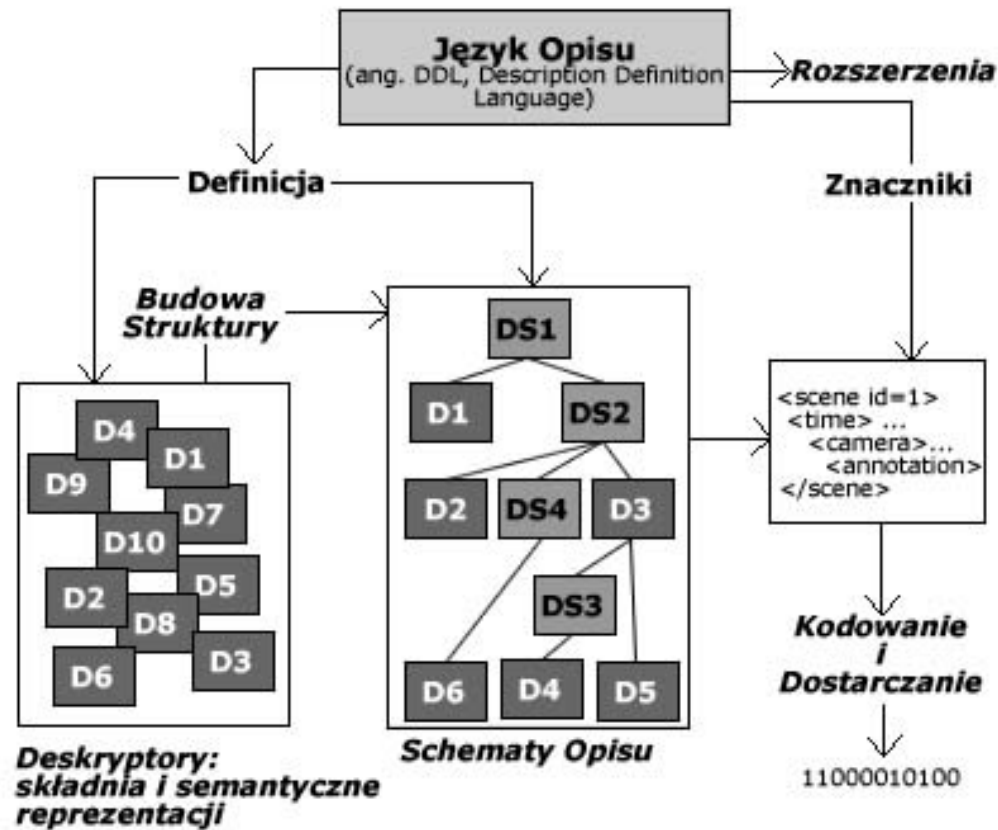 Język Opisu
(ang. DDL, Description Definition
Language)
Rozszerzenia
Definicja
Znaczniki
Budowa
Struktury
D4
D1
D9
D7
D10
D5
D2
D8
D3
D6
Deskryptory:
składnia i semantyczne
reprezentacji
DS1
D1
DS2
D2
DS4
D3
DS3
D6
D4
D5
Schematy Opisu
<scene id=1>
<time> ...
<camera>...
<annotation>
</scene>
Kodowanie
i
Dostarczanie
11000010100